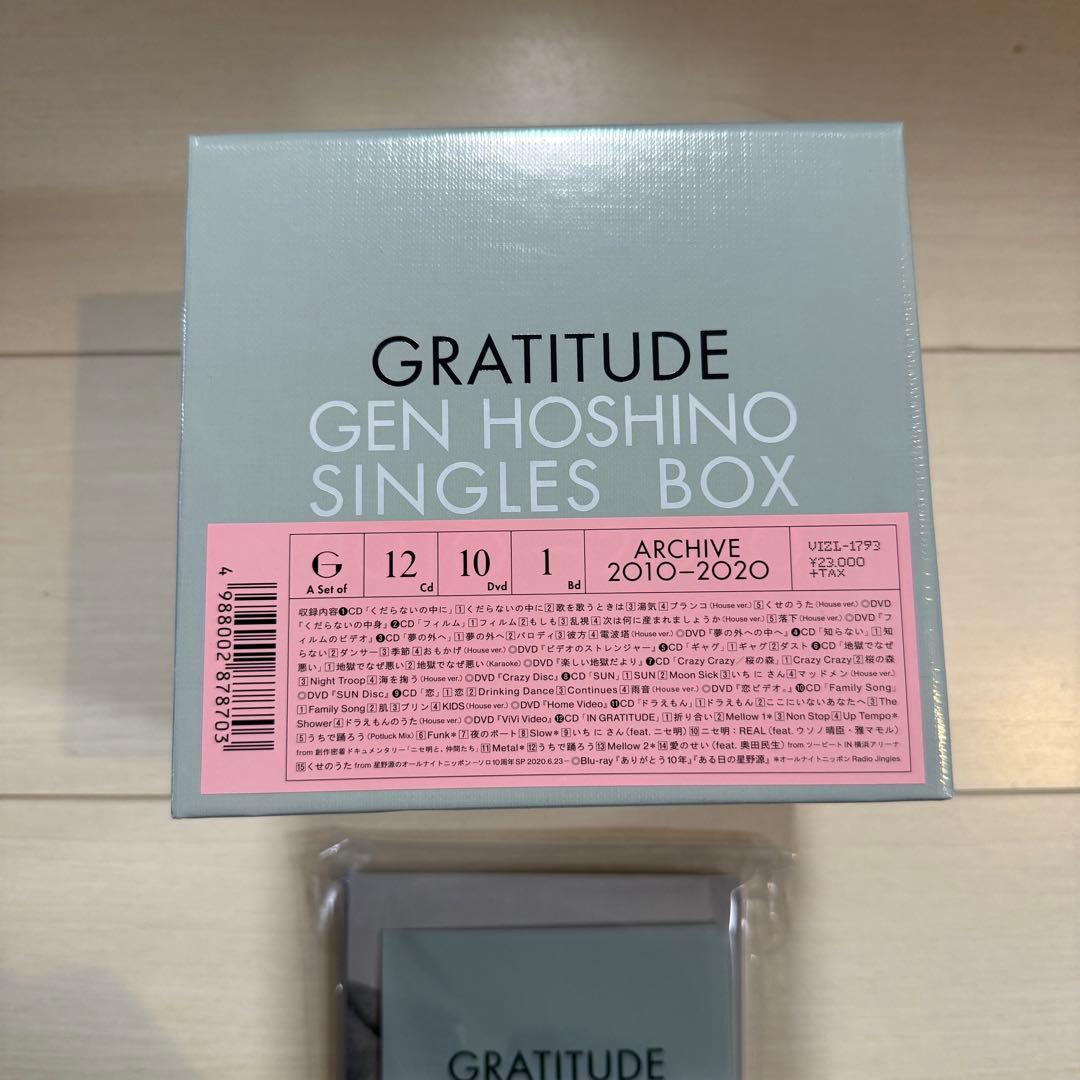 GRATITUDE
GEN HOSHINO
SINGLES BOX
G
A Set of
12
Cd
10
Dvd
1
Bd
ARCHIVE
2010–2020
VIZL-1793
¥23,000
+TAX
4 988002 878703
収録内容❶CD「くだらないの中に」1くだらないの中に2歌を歌うときは3湯気4ブランコ(House ver.)5くせのうた(House ver.)◎DVD
『くだらないの中身』❷CD「フィルム」1フィルム2もしも3乱視4次は何に産まれましょうか(House ver.)5落下(House ver.)◎DVD『フ
ィルムのビデオ』❸CD「夢の外へ」1夢の外へ2パロディ3彼方4電波塔(House ver.)◎DVD『夢の外への中へ』❹CD「知らない」1知
らない2ダンサー3季節4おもかげ(House ver.)◎DVD『ビデオのストレンジャー』❺CD「ギャグ」1ギャグ2ダスト❻CD「地獄でなぜ
悪い」1地獄でなぜ悪い2地獄でなぜ悪い(Karaoke)◎DVD『楽しい地獄だより』❼CD「Crazy Crazy／桜の森」1Crazy Crazy2桜の森
3Night Troop4海を掬う(House ver.)◎DVD『Crazy Disc』❽CD「SUN」1SUN2Moon Sick3いち に さん4マッドメン(House ver.)
◎DVD『SUN Disc』❾CD「恋」1恋2Drinking Dance3Continues4雨音(House ver.)◎DVD『恋ビデオ。』❿CD「Family Song」
1Family Song2肌3プリン4KIDS(House ver.)◎DVD『Home Video』⓫CD「ドラえもん」1ドラえもん2ここにいないあなたへ3The
Shower4ドラえもんのうた(House ver.)◎DVD『ViVi Video』⓬CD「IN GRATITUDE」1折り合い2Mellow 1*3Non Stop4Up Tempo*
5うちで踊ろう(Potluck Mix)6Funk*7夜のボート8Slow*9いち に さん(feat. ニセ明)10ニセ明：REAL(feat. ウソノ晴臣・雅マモル)
from 創作密着ドキュメンタリー「ニセ明と、仲間たち」11Metal*12うちで踊ろう13Mellow 2*14愛のせい(feat. 奥田民生) from ツービートIN 横浜アリーナ
15くせのうた from 星野源のオールナイトニッポン−ソロ10周年SP 2020.6.23−◎Blu-ray『ありがとう10年』『ある日の星野源』*オールナイトニッポン Radio Jingles
GRATITUDE